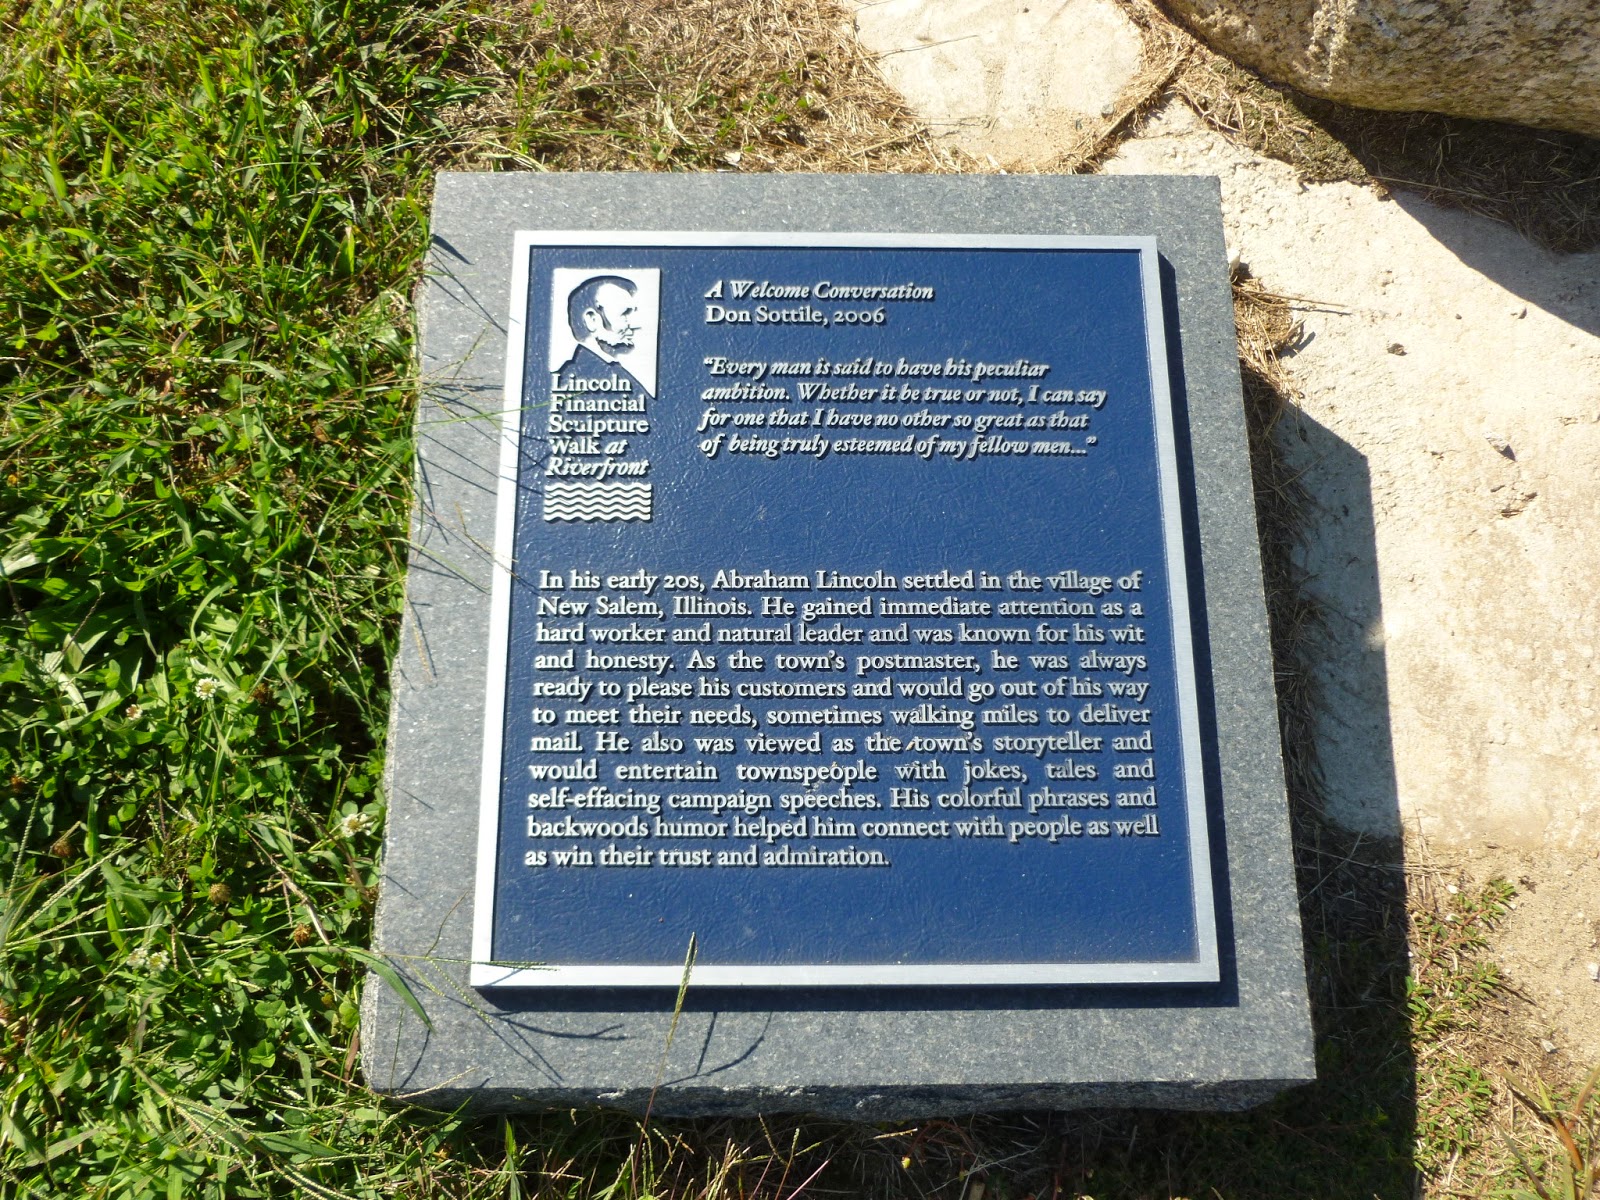 Lincoln
Financial
Sculpture
Walk at
Riverfront
A Welcome Conversation
Don Sottile, 2006
"Every man is said to have his peculiar
ambition. Whether it be true or not, I can say
for one that I have no other so great as that
of being truly esteemed of my fellow men..."
In his early 20s, Abraham Lincoln settled in the village of
New Salem, Illinois. He gained immediate attention as a
hard worker and natural leader and was known for his wit
and honesty. As the town's postmaster, he was always
ready to please his customers and would go out of his way
to meet their needs, sometimes walking miles to deliver
mail. He also was viewed as the town's storyteller and
would entertain townspeople with jokes, tales and
self-effacing campaign speeches. His colorful phrases and
backwoods humor helped him connect with people as well
as win their trust and admiration.